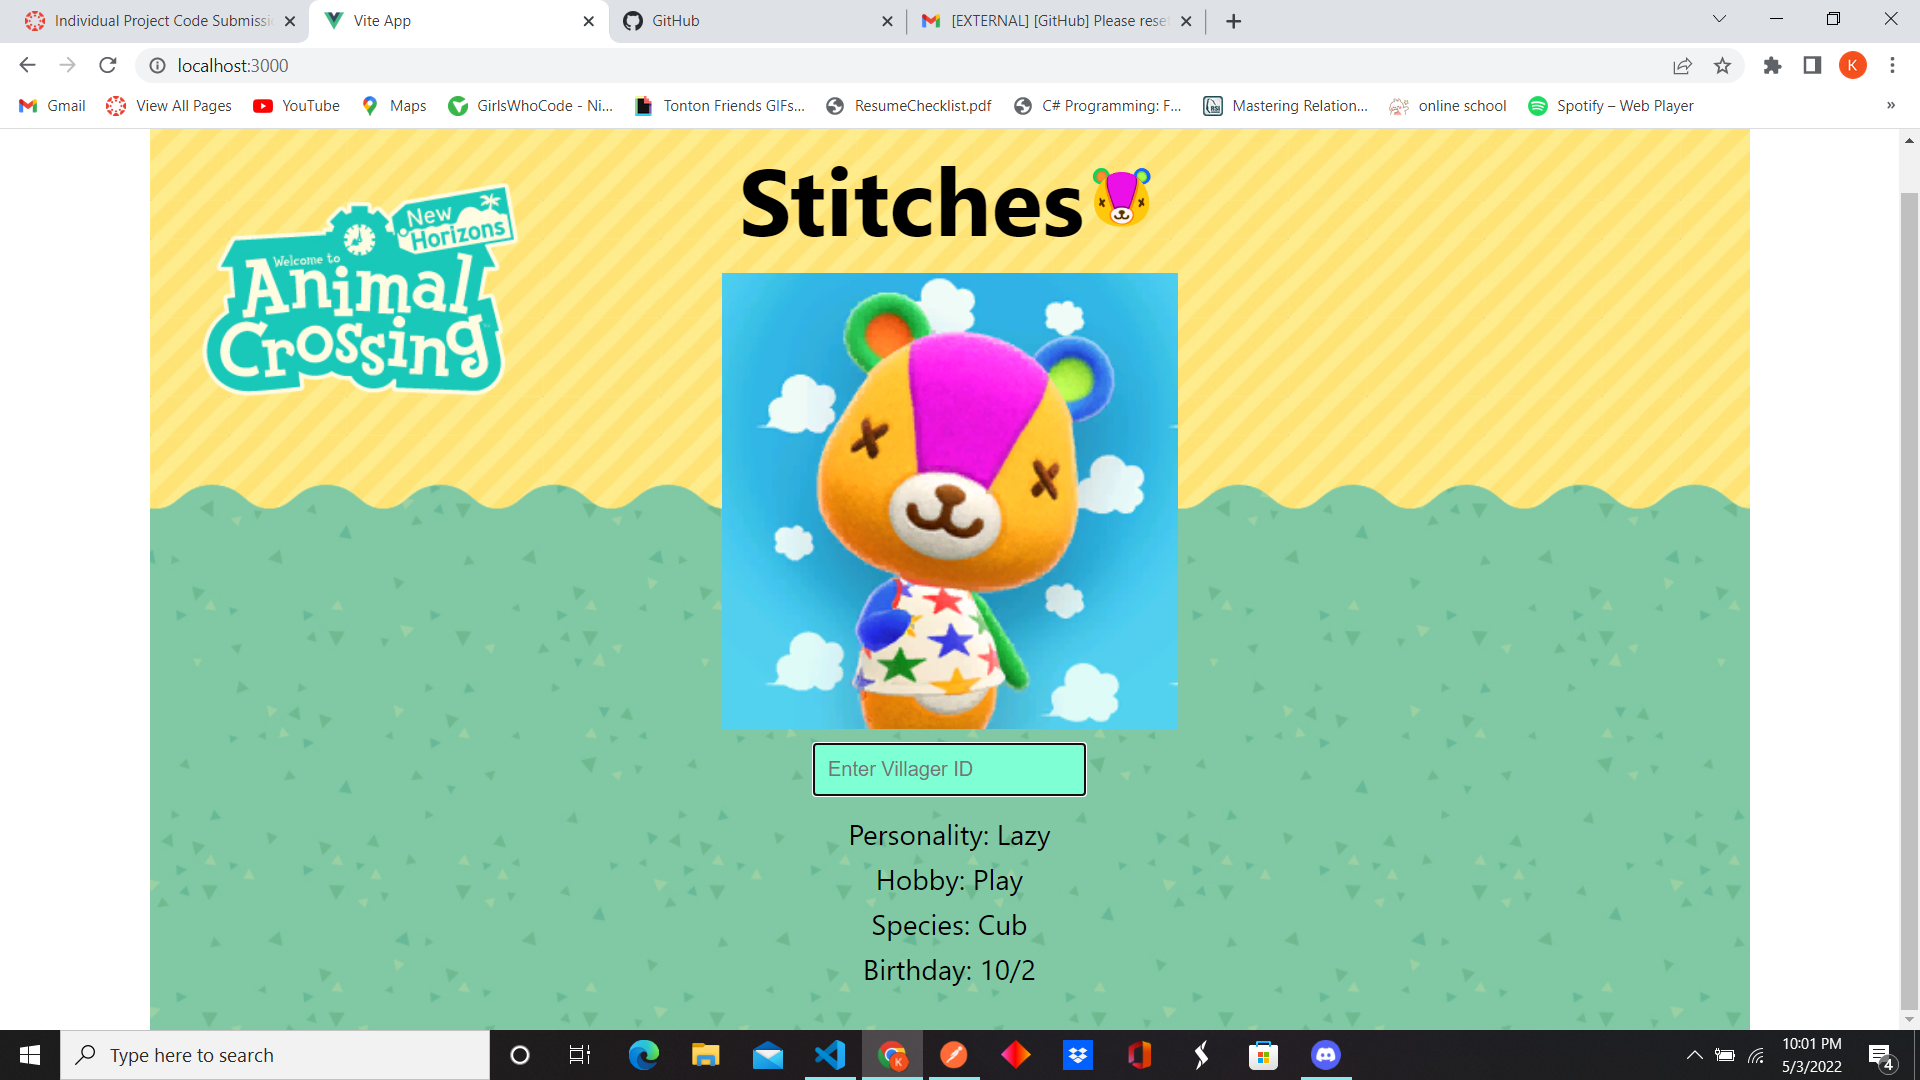 Individual Project Code Submissi
Vite App
GitHub
[EXTERNAL] [GitHub] Please rese
localhost:3000
K
Gmail
View All Pages
YouTube
Maps
GirlsWhoCode - Ni...
Tonton Friends GIFs...
ResumeChecklist.pdf
C# Programming: F...
Mastering Relation...
online school
Spotify – Web Player
»
Stitches
New
Horizons
Welcome to
Animal
Crossing
Enter Villager ID
Personality: Lazy
Hobby: Play
Species: Cub
Birthday: 10/2
Type here to search
K
10:01 PM
5/3/2022
4